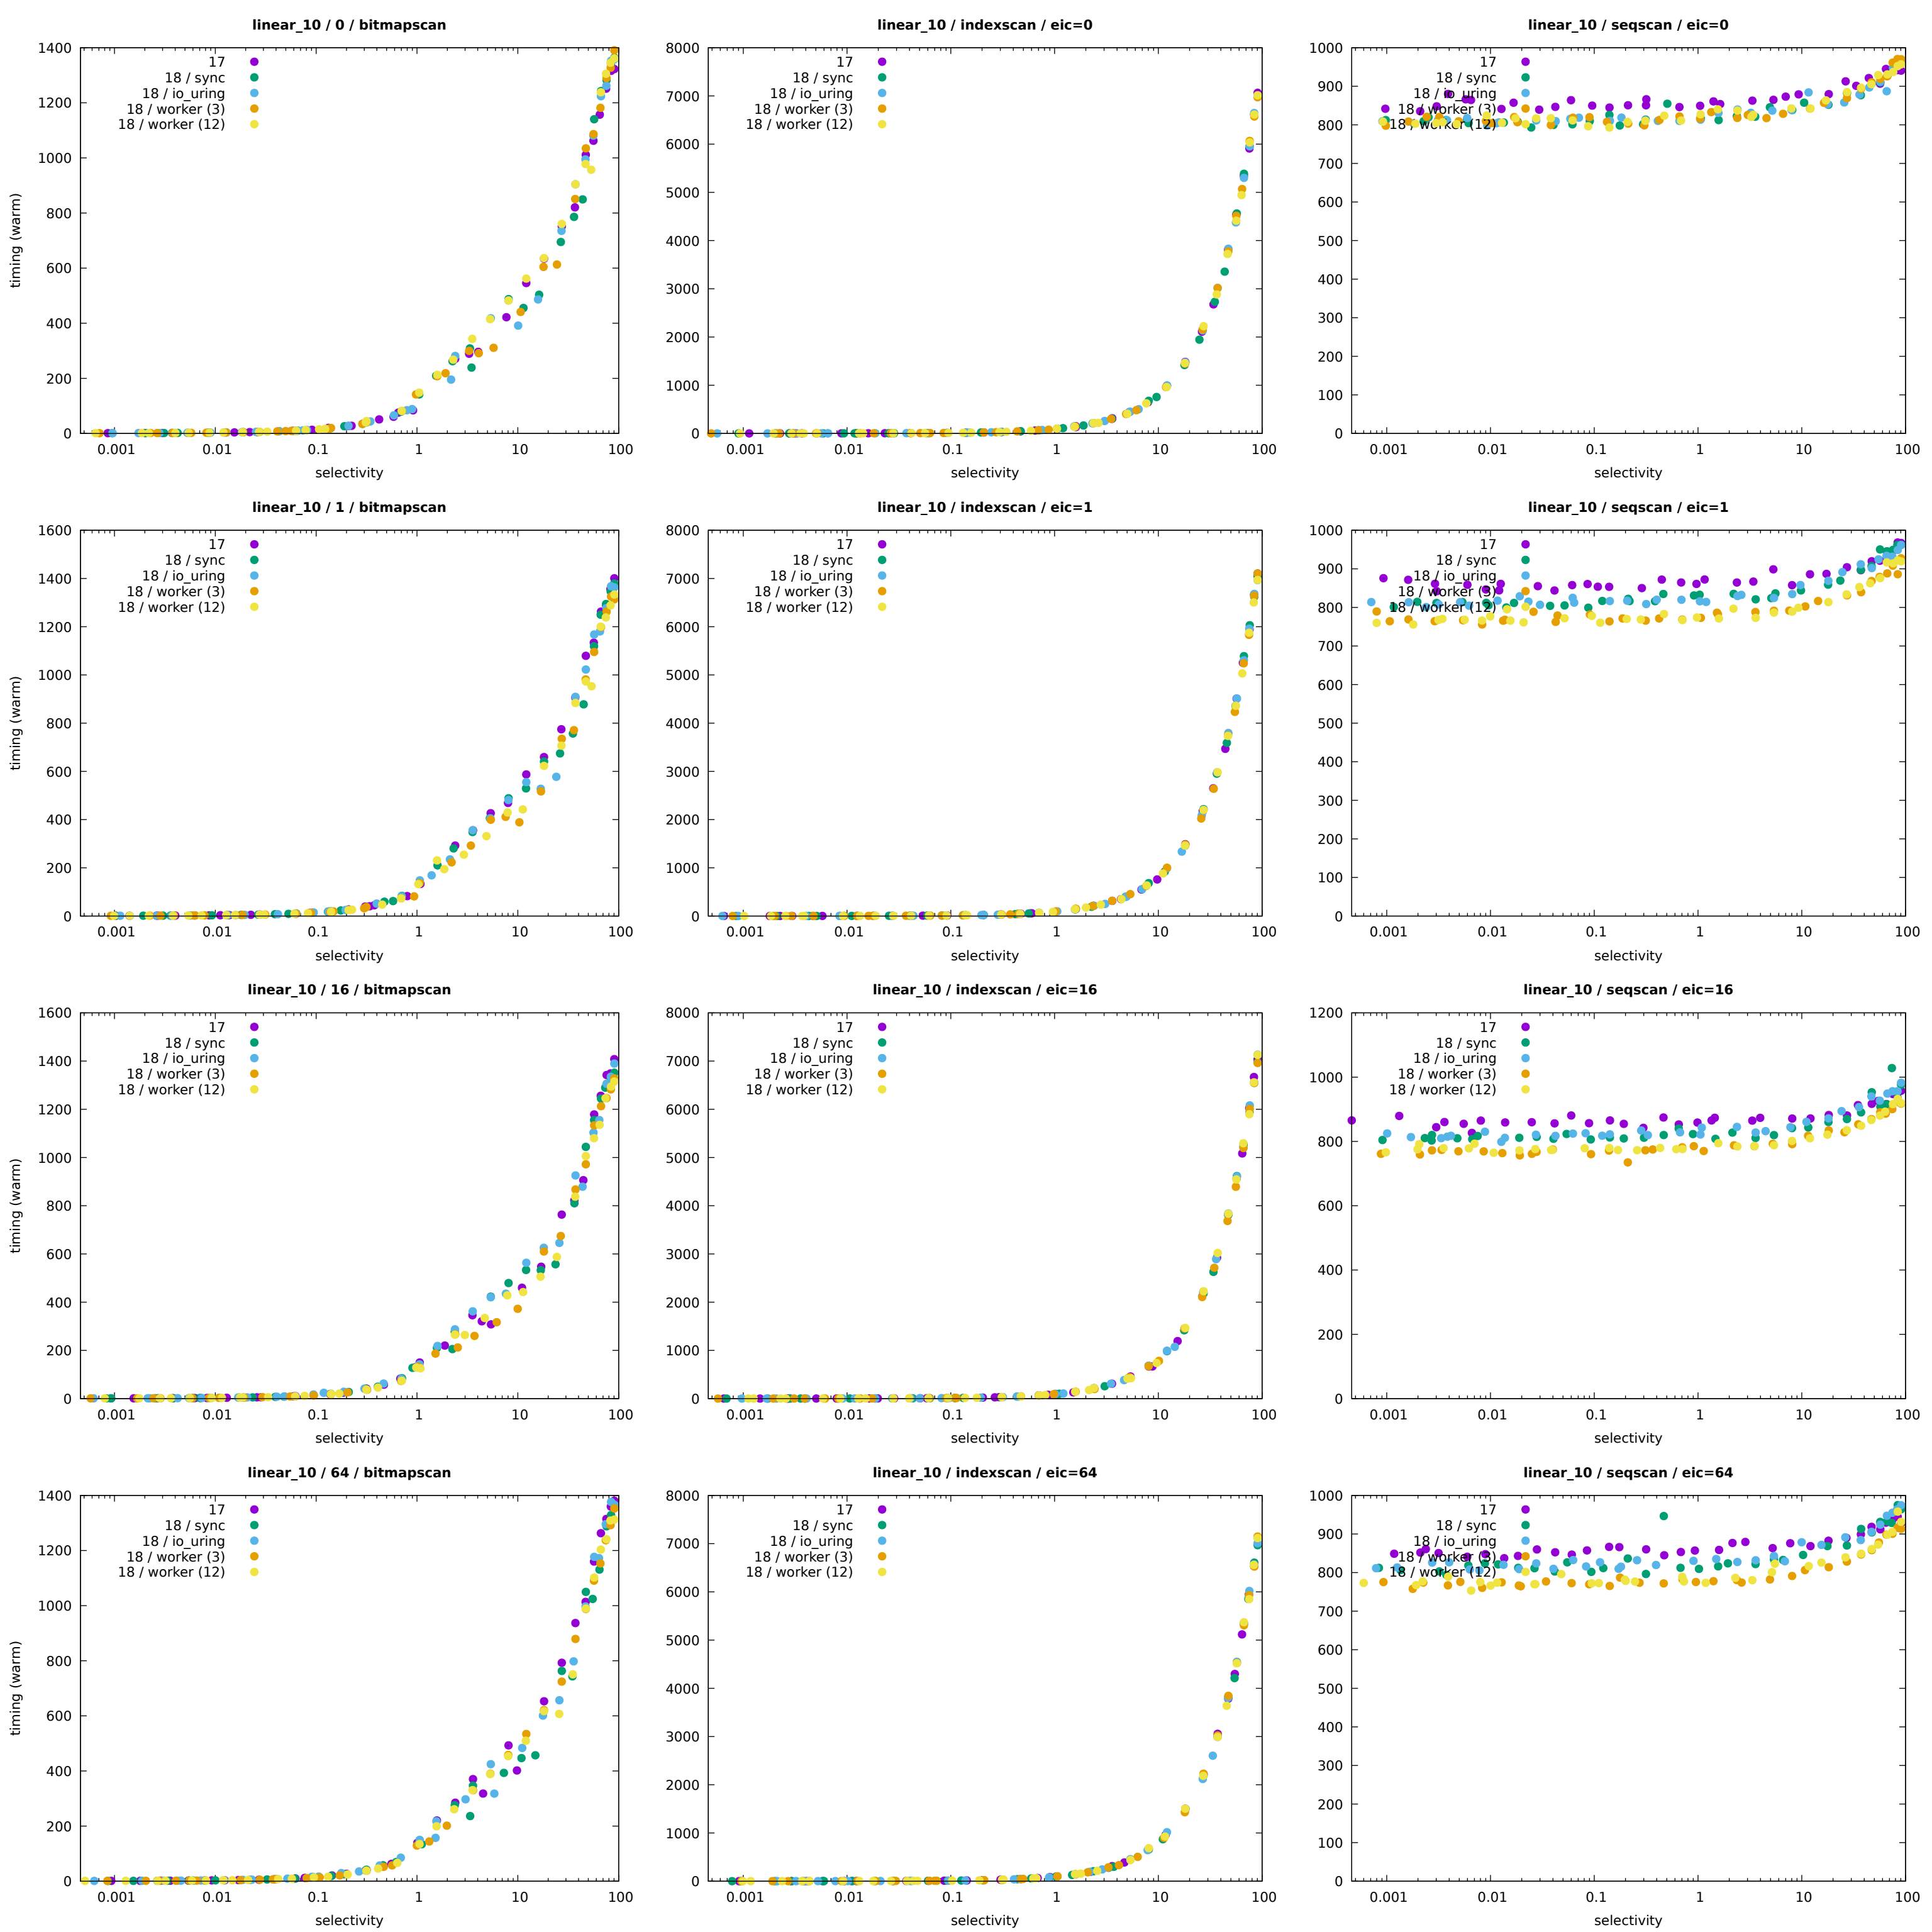 linear_10 / 0 / bitmapscan
1400
1200
1000
800
600
400
200
0
0.001 0.01 0.1 1 10 100
timing (warm)
selectivity
17
18 / sync
18 / io_uring
18 / worker (3)
18 / worker (12)
linear_10 / indexscan / eic=0
8000
7000
6000
5000
4000
3000
2000
1000
0
0.001 0.01 0.1 1 10 100
selectivity
17
18 / sync
18 / io_uring
18 / worker (3)
18 / worker (12)
linear_10 / seqscan / eic=0
1000
900
800
700
600
500
400
300
200
100
0
0.001 0.01 0.1 1 10 100
selectivity
17
18 / sync
18 / io_uring
18 / worker (3)
18 / worker (12)
linear_10 / 1 / bitmapscan
1600
1400
1200
1000
800
600
400
200
0
0.001 0.01 0.1 1 10 100
timing (warm)
selectivity
17
18 / sync
18 / io_uring
18 / worker (3)
18 / worker (12)
linear_10 / indexscan / eic=1
8000
7000
6000
5000
4000
3000
2000
1000
0
0.001 0.01 0.1 1 10 100
selectivity
17
18 / sync
18 / io_uring
18 / worker (3)
18 / worker (12)
linear_10 / seqscan / eic=1
1000
900
800
700
600
500
400
300
200
100
0
0.001 0.01 0.1 1 10 100
selectivity
17
18 / sync
18 / io_uring
18 / worker (3)
18 / worker (12)
linear_10 / 16 / bitmapscan
1600
1400
1200
1000
800
600
400
200
0
0.001 0.01 0.1 1 10 100
timing (warm)
selectivity
17
18 / sync
18 / io_uring
18 / worker (3)
18 / worker (12)
linear_10 / indexscan / eic=16
8000
7000
6000
5000
4000
3000
2000
1000
0
0.001 0.01 0.1 1 10 100
selectivity
17
18 / sync
18 / io_uring
18 / worker (3)
18 / worker (12)
linear_10 / seqscan / eic=16
1200
1000
800
600
400
200
0
0.001 0.01 0.1 1 10 100
selectivity
17
18 / sync
18 / io_uring
18 / worker (3)
18 / worker (12)
linear_10 / 64 / bitmapscan
1400
1200
1000
800
600
400
200
0
0.001 0.01 0.1 1 10 100
timing (warm)
selectivity
17
18 / sync
18 / io_uring
18 / worker (3)
18 / worker (12)
linear_10 / indexscan / eic=64
8000
7000
6000
5000
4000
3000
2000
1000
0
0.001 0.01 0.1 1 10 100
selectivity
17
18 / sync
18 / io_uring
18 / worker (3)
18 / worker (12)
linear_10 / seqscan / eic=64
1000
900
800
700
600
500
400
300
200
100
0
0.001 0.01 0.1 1 10 100
selectivity
17
18 / sync
18 / io_uring
18 / worker (3)
18 / worker (12)